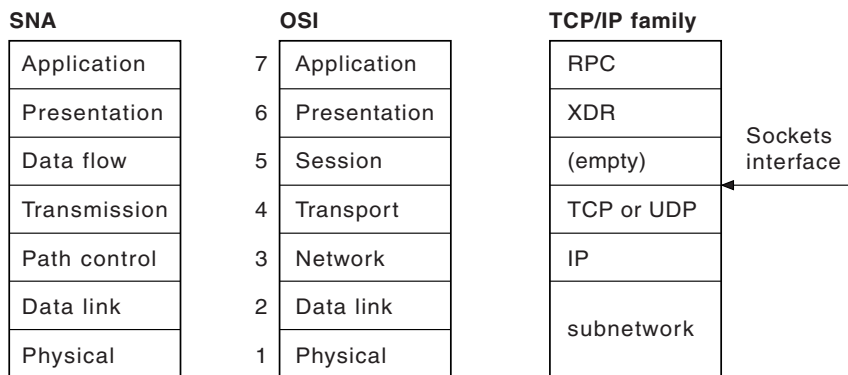 SNA OSI TCP/IP family
Application 7 Application RPC
Presentation 6 Presentation XDR
Data flow 5 Session (empty)
Sockets
interface
Transmission 4 Transport TCP or UDP
Path control 3 Network IP
Data link 2 Data link
subnetwork
Physical 1 Physical